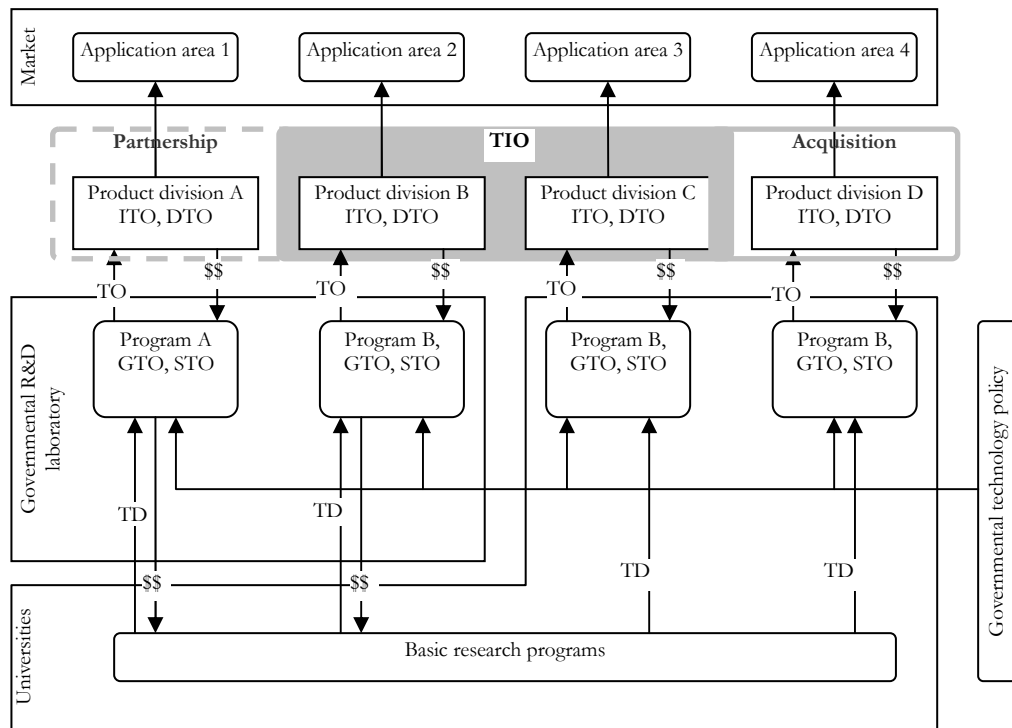 Market
Application area 1
Application area 2
Application area 3
Application area 4
Partnership
TIO
Acquisition
Product division A
ITO, DTO
Product division B
ITO, DTO
Product division C
ITO, DTO
Product division D
ITO, DTO
TO
$$
TO
$$
TO
$$
TO
$$
Governmental R&D
laboratory
Program A
GTO, STO
Program B,
GTO, STO
Program B,
GTO, STO
Program B,
GTO, STO
Governmental technology policy
TD
TD
TD
TD
$$
$$
Universities
Basic research programs